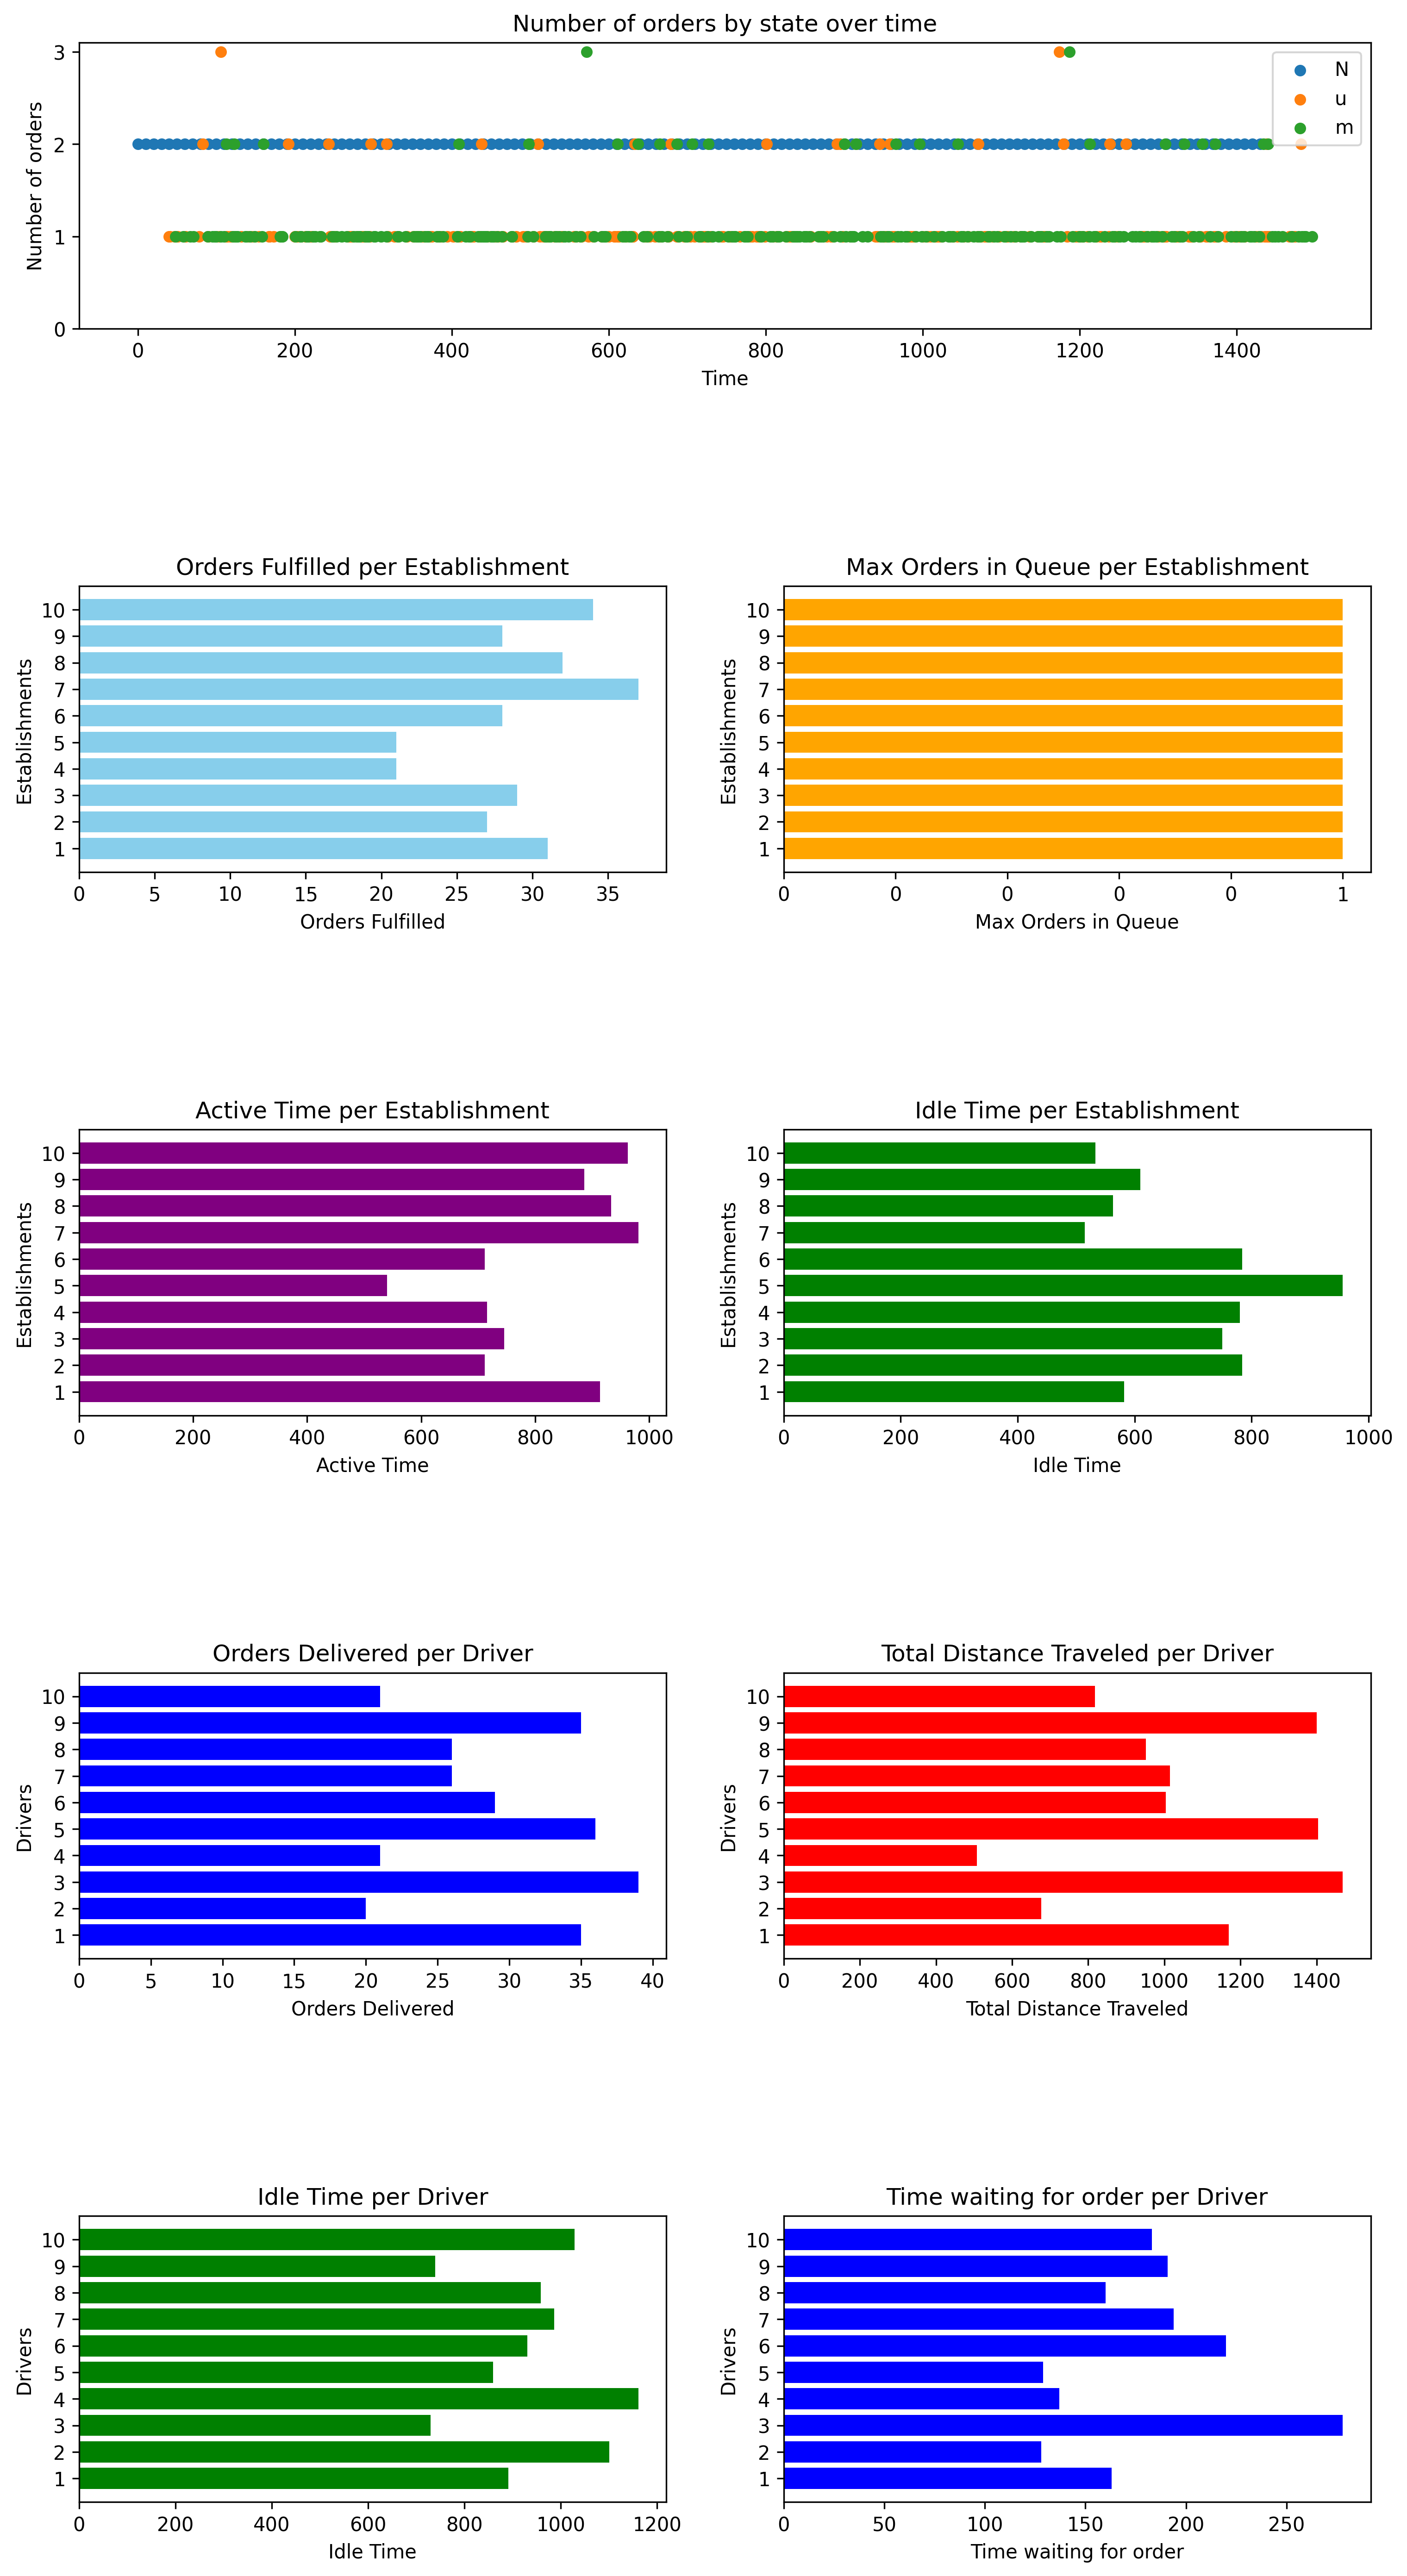 Number of orders by state over time
3
2
1
0
Number of orders
N
u
m
0 200 400 600 800 1000 1200 1400
Time
Orders Fulfilled per Establishment
10
9
8
7
6
5
4
3
2
1
Establishments
0 5 10 15 20 25 30 35
Orders Fulfilled
Max Orders in Queue per Establishment
10
9
8
7
6
5
4
3
2
1
Establishments
0 0 0 0 0 1
Max Orders in Queue
Active Time per Establishment
10
9
8
7
6
5
4
3
2
1
Establishments
0 200 400 600 800 1000
Active Time
Idle Time per Establishment
10
9
8
7
6
5
4
3
2
1
Establishments
0 200 400 600 800 1000
Idle Time
Orders Delivered per Driver
10
9
8
7
6
5
4
3
2
1
Drivers
0 5 10 15 20 25 30 35 40
Orders Delivered
Total Distance Traveled per Driver
10
9
8
7
6
5
4
3
2
1
Drivers
0 200 400 600 800 1000 1200 1400
Total Distance Traveled
Idle Time per Driver
10
9
8
7
6
5
4
3
2
1
Drivers
0 200 400 600 800 1000 1200
Idle Time
Time waiting for order per Driver
10
9
8
7
6
5
4
3
2
1
Drivers
0 50 100 150 200 250
Time waiting for order